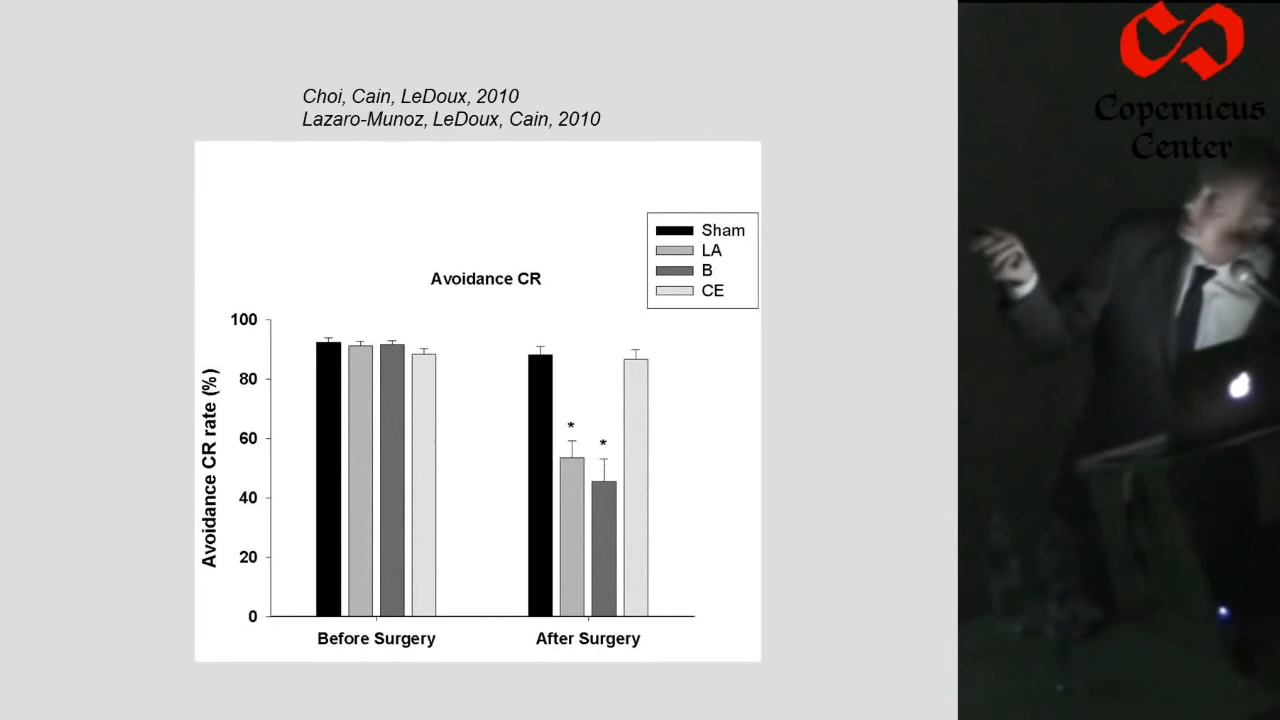 Choi, Cain, LeDoux, 2010
Lazaro-Munoz, LeDoux, Cain, 2010
Sham
LA
B
CE
Avoidance CR
Avoidance CR rate (%)
100
80
60
40
20
0
*
*
Before Surgery
After Surgery
Copernicus
Center